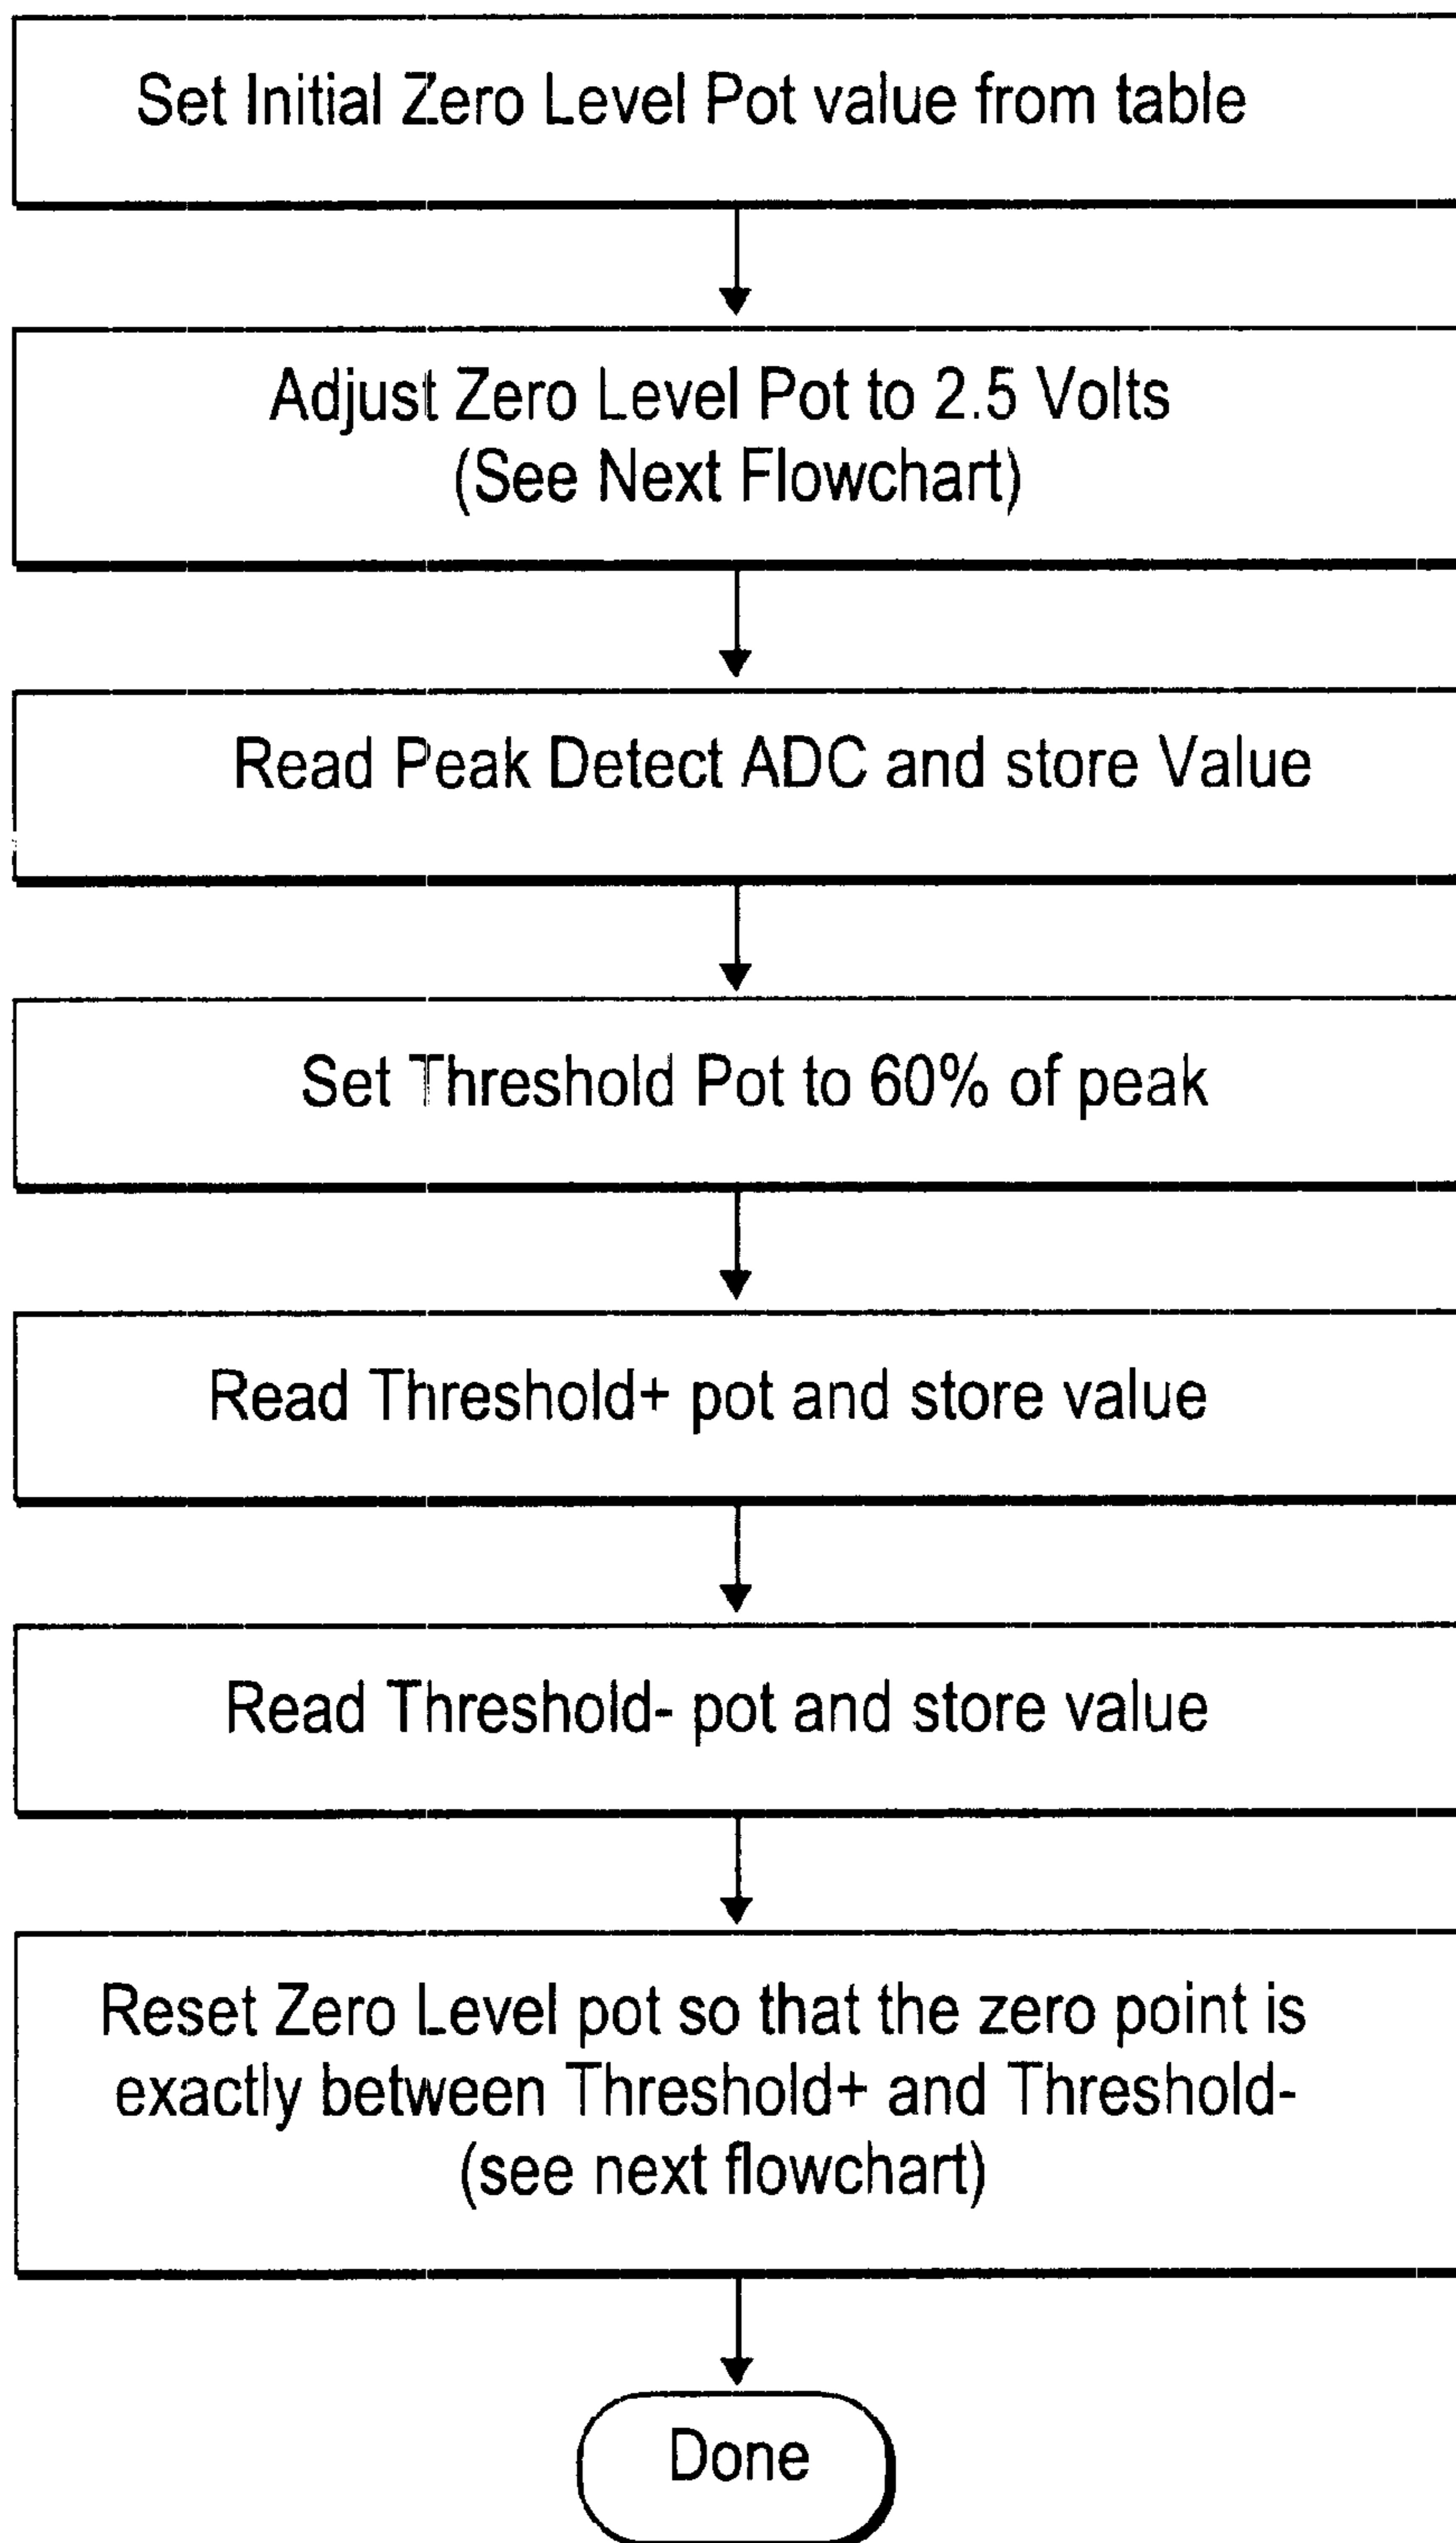 Set Initial Zero Level Pot value from table
Adjust Zero Level Pot to 2.5 Volts
(See Next Flowchart)
Read Peak Detect ADC and store Value
Set Threshold Pot to 60% of peak
Read Threshold+ pot and store value
Read Threshold- pot and store value
Reset Zero Level pot so that the zero point is
exactly between Threshold+ and Threshold-
(see next flowchart)
Done